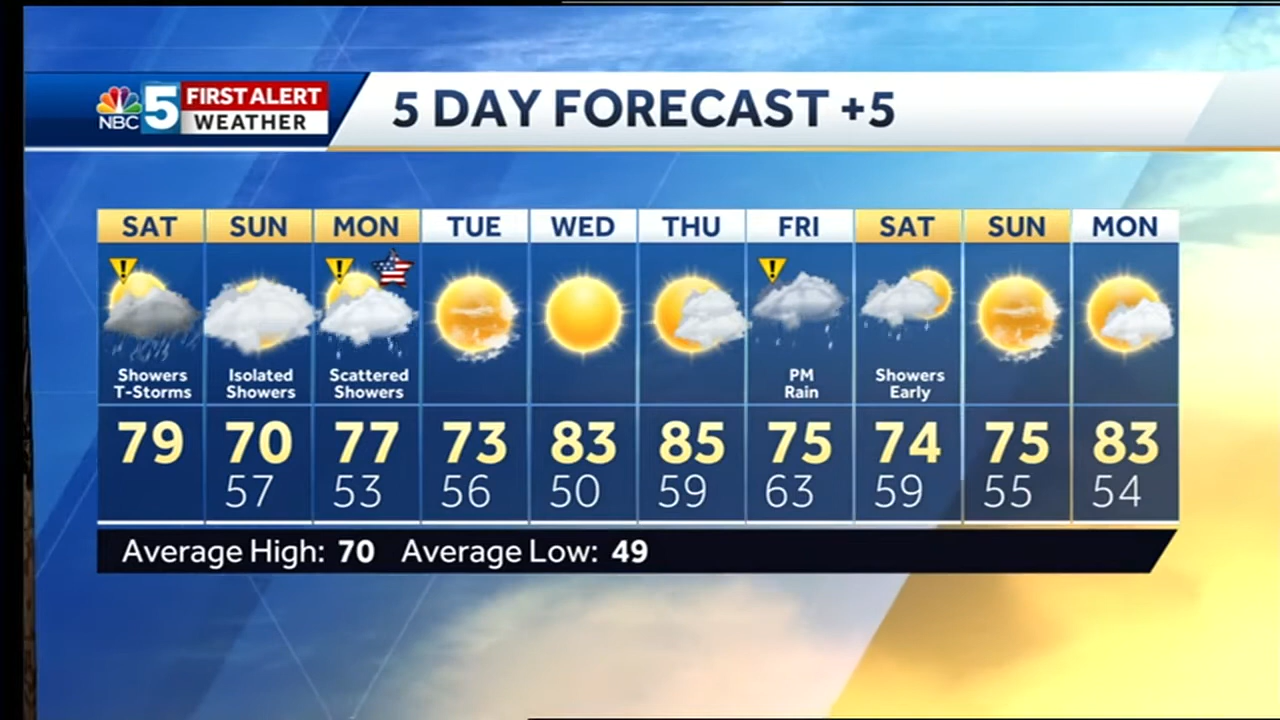 NBC 5 FIRST ALERT WEATHER
5 DAY FORECAST +5
SAT SUN MON TUE WED THU FRI SAT SUN MON
Showers Isolated Scattered PM Showers
T-Storms Showers Showers Rain Early
79 70 77 73 83 85 75 74 75 83
57 53 56 50 59 63 59 55 54
Average High: 70 Average Low: 49